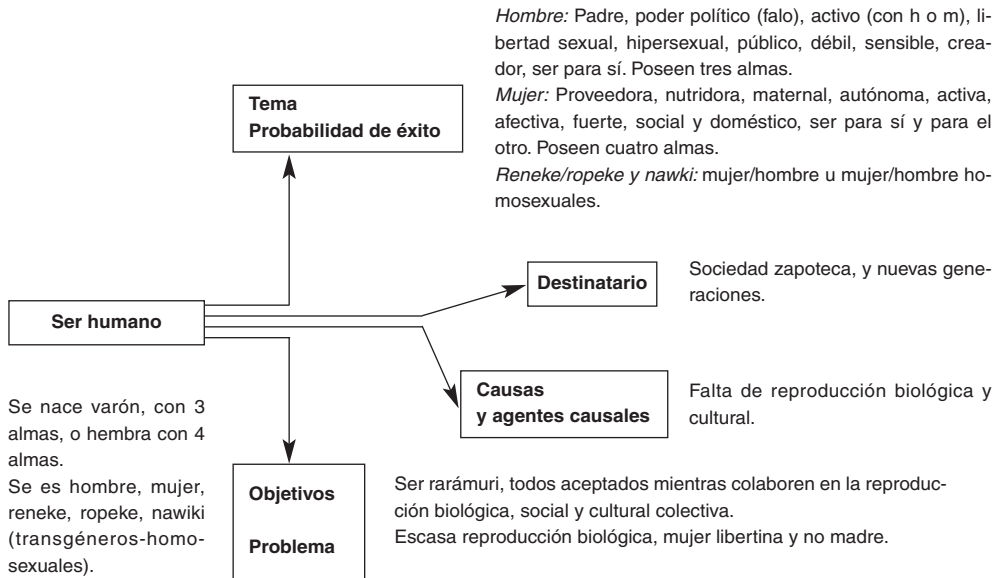 Hombre: Padre, poder político (falo), activo (con h o m), li-
bertad sexual, hipersexual, público, débil, sensible, crea-
dor, ser para sí. Poseen tres almas.
Mujer: Proveedora, nutridora, maternal, autónoma, activa,
afectiva, fuerte, social y doméstico, ser para sí y para el
otro. Poseen cuatro almas.
Reneke/ropeke y nawki: mujer/hombre u mujer/hombre ho-
mosexuales.
Tema
Probabilidad de éxito
Destinatario
Sociedad zapoteca, y nuevas gene-
raciones.
Ser humano
Causas
y agentes causales
Falta de reproducción biológica y
cultural.
Se nace varón, con 3
almas, o hembra con 4
almas.
Se es hombre, mujer,
reneke, ropeke, nawiki
(transgéneros-homo-
sexuales).
Objetivos
Problema
Ser rarámuri, todos aceptados mientras colaboren en la reproduc-
ción biológica, social y cultural colectiva.
Escasa reproducción biológica, mujer libertina y no madre.